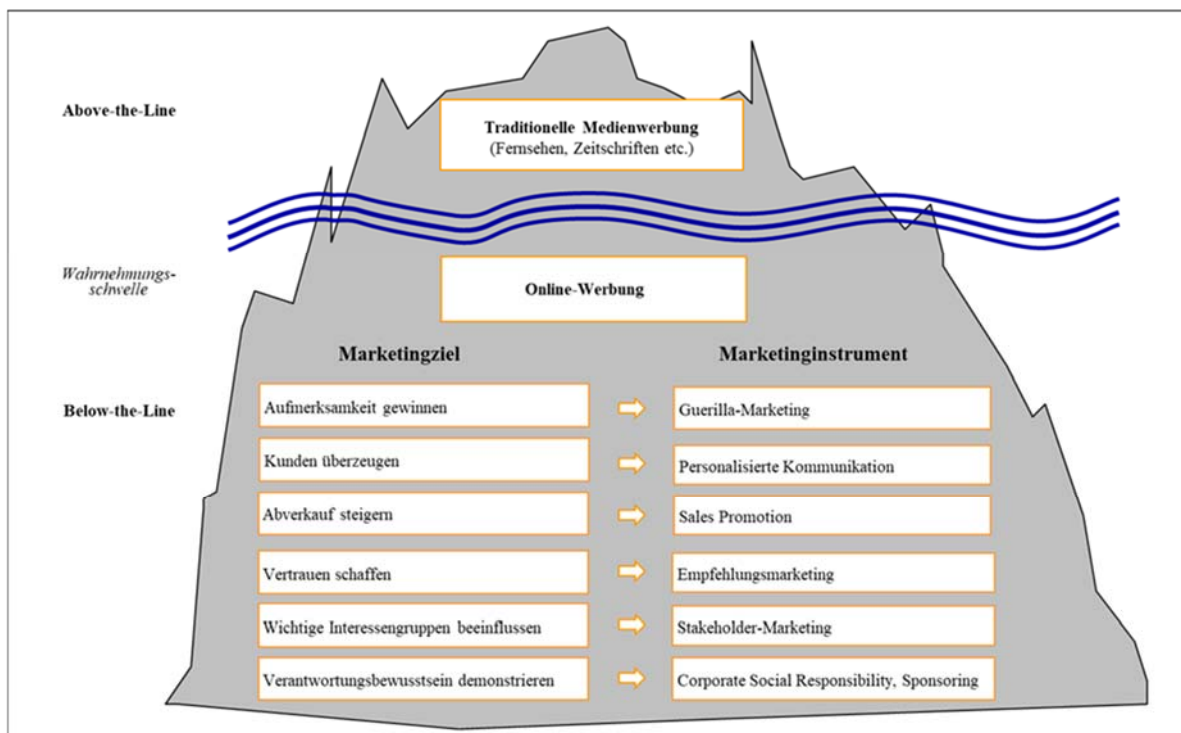 Above-the-Line
Traditionelle Medienwerbung
(Fernsehen, Zeitschriften etc.)
Wahrnehmungs-
schwelle
Online-Werbung
Marketingziel
Marketinginstrument
Below-the-Line
Aufmerksamkeit gewinnen
Guerilla-Marketing
Kunden überzeugen
Personalisierte Kommunikation
Abverkauf steigern
Sales Promotion
Vertrauen schaffen
Empfehlungsmarketing
Wichtige Interessengruppen beeinflussen
Stakeholder-Marketing
Verantwortungsbewusstsein demonstrieren
Corporate Social Responsibility, Sponsoring